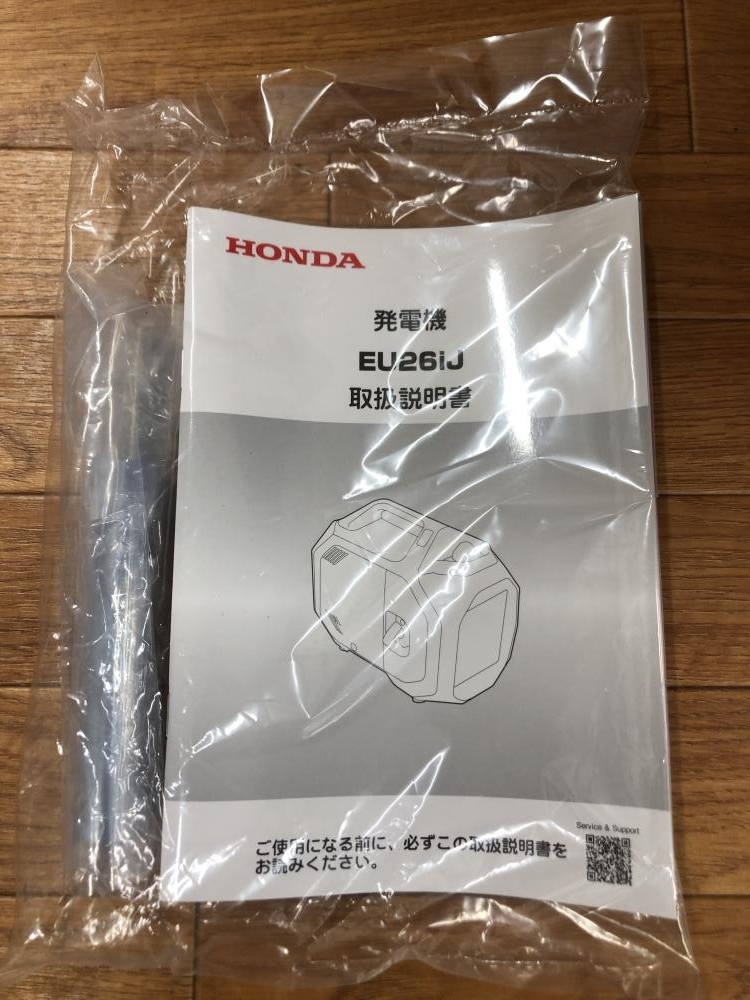 HONDA
発電機
EU26iJ
取扱説明書
ご使用になる前に、必ずこの取扱説明書を
お読みください。
Service & Support